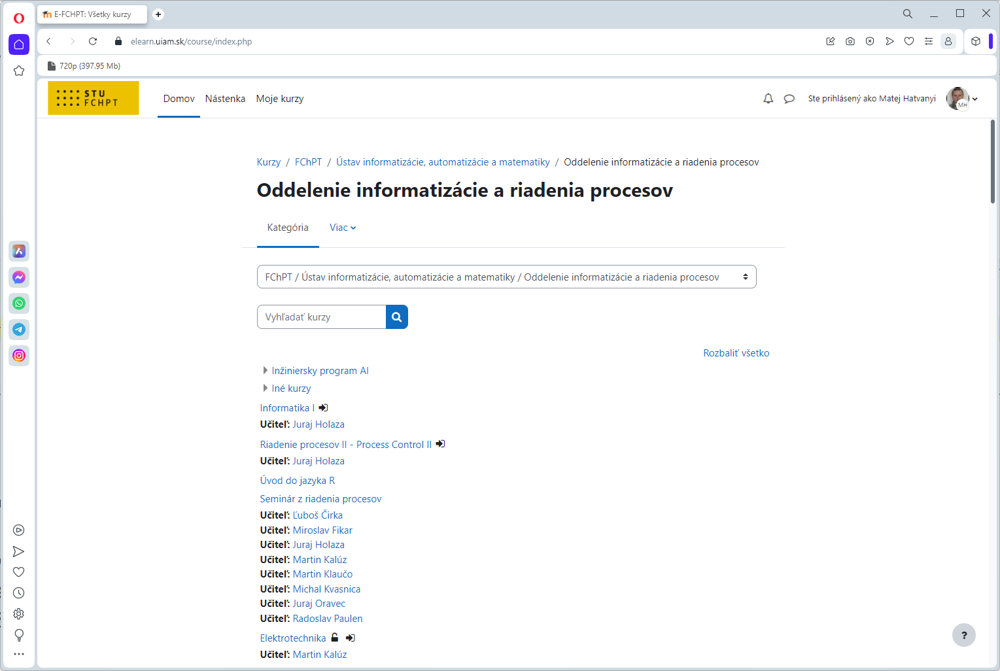 E-FCHPT: Všetky kurzy
elearn.uiam.sk/course/index.php
720p (397.95 Mb)
STU
FCHPT
Domov
Nástenka
Moje kurzy
Ste prihlásený ako Matej Hatvanyi
MH
Kurzy / FChPT / Ústav informatizácie, automatizácie a matematiky / Oddelenie informatizácie a riadenia procesov
Oddelenie informatizácie a riadenia procesov
Kategória
Viac
FChPT / Ústav informatizácie, automatizácie a matematiky / Oddelenie informatizácie a riadenia procesov
Vyhľadať kurzy
Rozbaliť všetko
Inžiniersky program AI
Iné kurzy
Informatika I
Učiteľ: Juraj Holaza
Riadenie procesov II - Process Control II
Učiteľ: Juraj Holaza
Úvod do jazyka R
Seminár z riadenia procesov
Učiteľ: Ľuboš Čirka
Učiteľ: Miroslav Fikar
Učiteľ: Juraj Holaza
Učiteľ: Martin Kalúz
Učiteľ: Martin Klaučo
Učiteľ: Michal Kvasnica
Učiteľ: Juraj Oravec
Učiteľ: Radoslav Paulen
Elektrotechnika
Učiteľ: Martin Kalúz
?